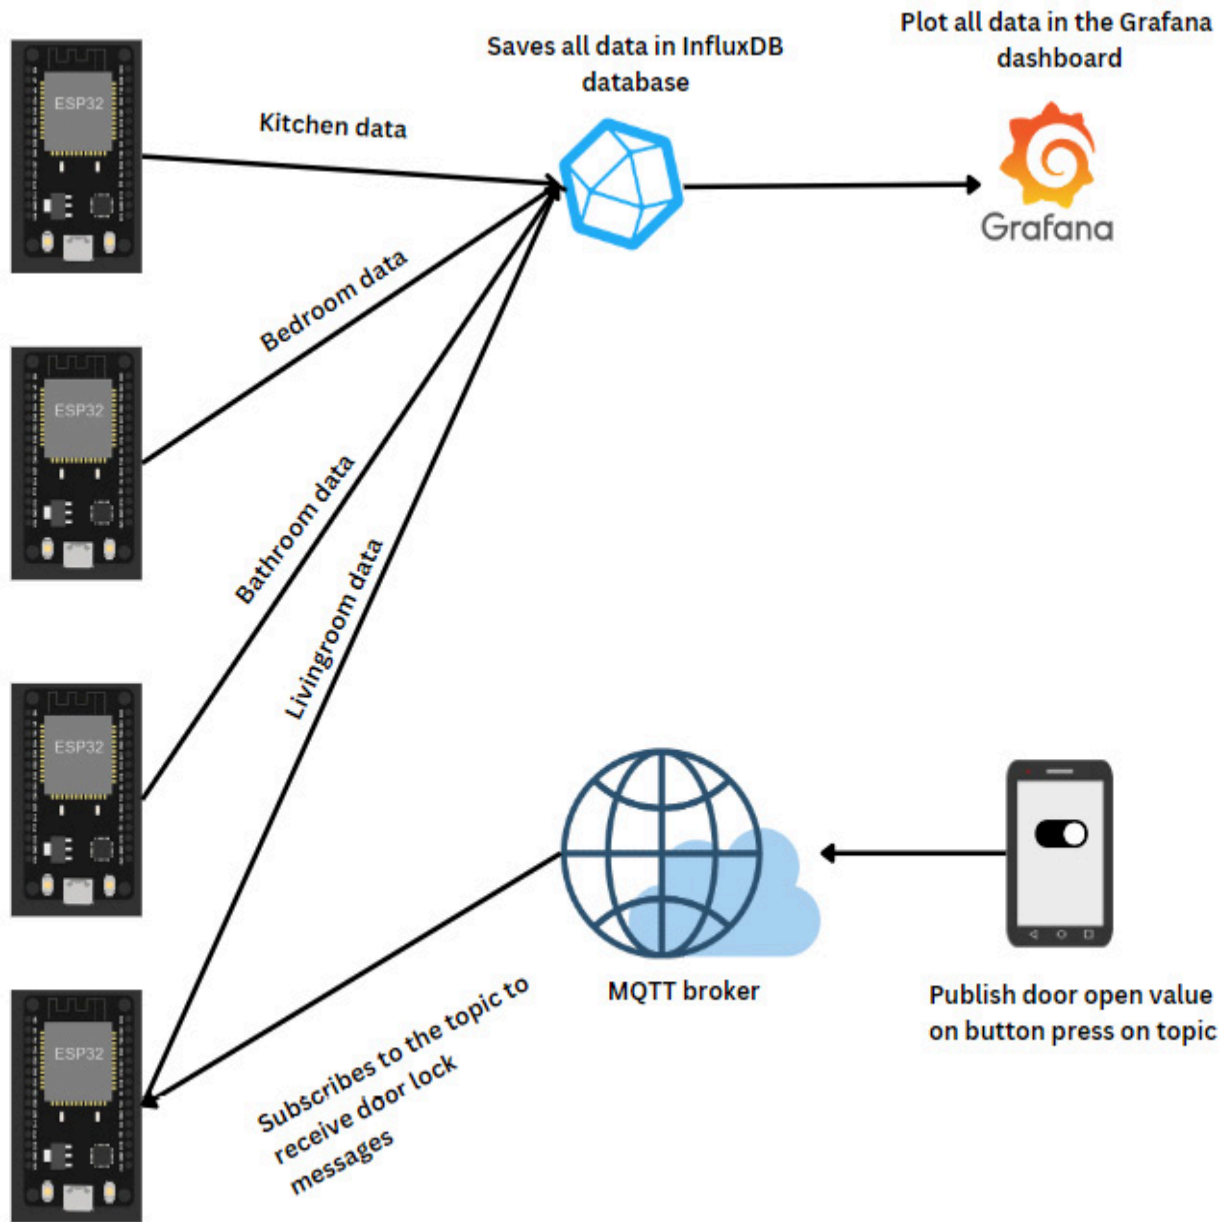 Plot all data in the Grafana
dashboard
Saves all data in InfluxDB
database
ESP32
Kitchen data
Grafana
Bedroom data
ESP32
Bathroom data
Livingroom data
ESP32
MQTT broker
Publish door open value
on button press on topic
ESP32
Subscribes to the topic to
receive door lock
messages